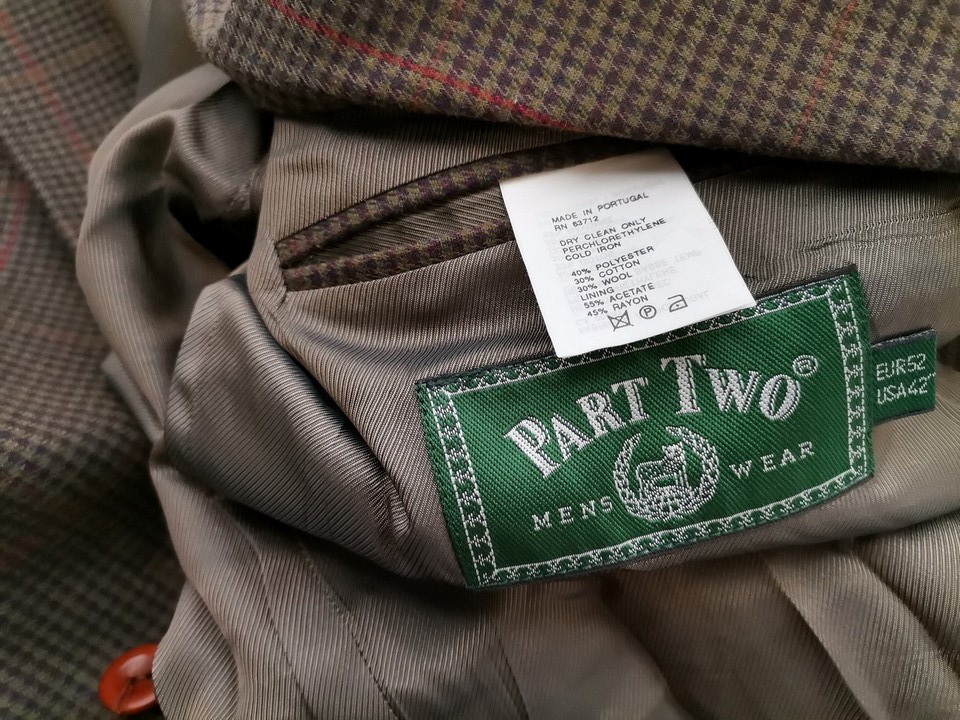 MADE IN PORTUGAL
RN 83712
DRY CLEAN ONLY
PERCHLORETHYLENE
COLD IRON
40% POLYESTER
30% COTTON
30% WOOL
LINING
55% ACETATE
45% RAYON
P
PART TWO®
MENS WEAR
EUR52
USA42